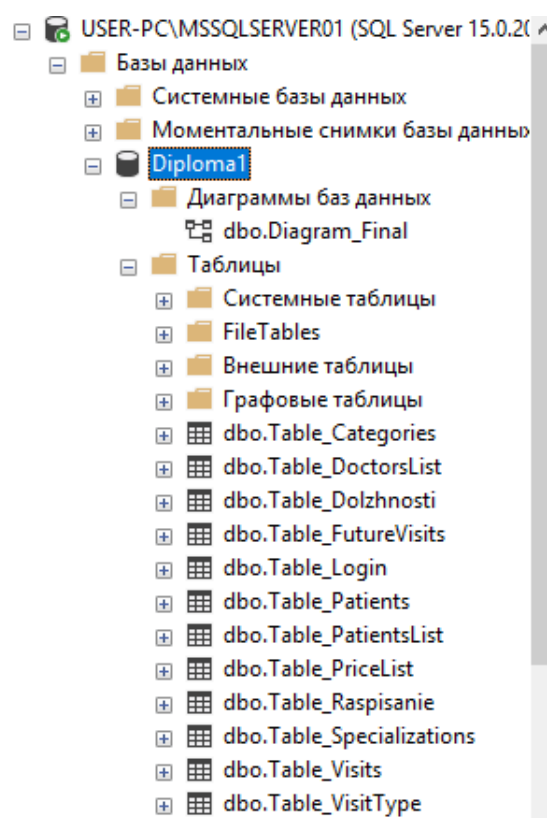 USER-PC\MSSQLSERVER01 (SQL Server 15.0.20
Базы данных
Системные базы данных
Моментальные снимки базы данных
Diploma1
Диаграммы баз данных
dbo.Diagram_Final
Таблицы
Системные таблицы
FileTables
Внешние таблицы
Графовые таблицы
dbo.Table_Categories
dbo.Table_DoctorsList
dbo.Table_Dolzhnosti
dbo.Table_FutureVisits
dbo.Table_Login
dbo.Table_Patients
dbo.Table_PatientsList
dbo.Table_PriceList
dbo.Table_Raspisanie
dbo.Table_Specializations
dbo.Table_Visits
dbo.Table_VisitType